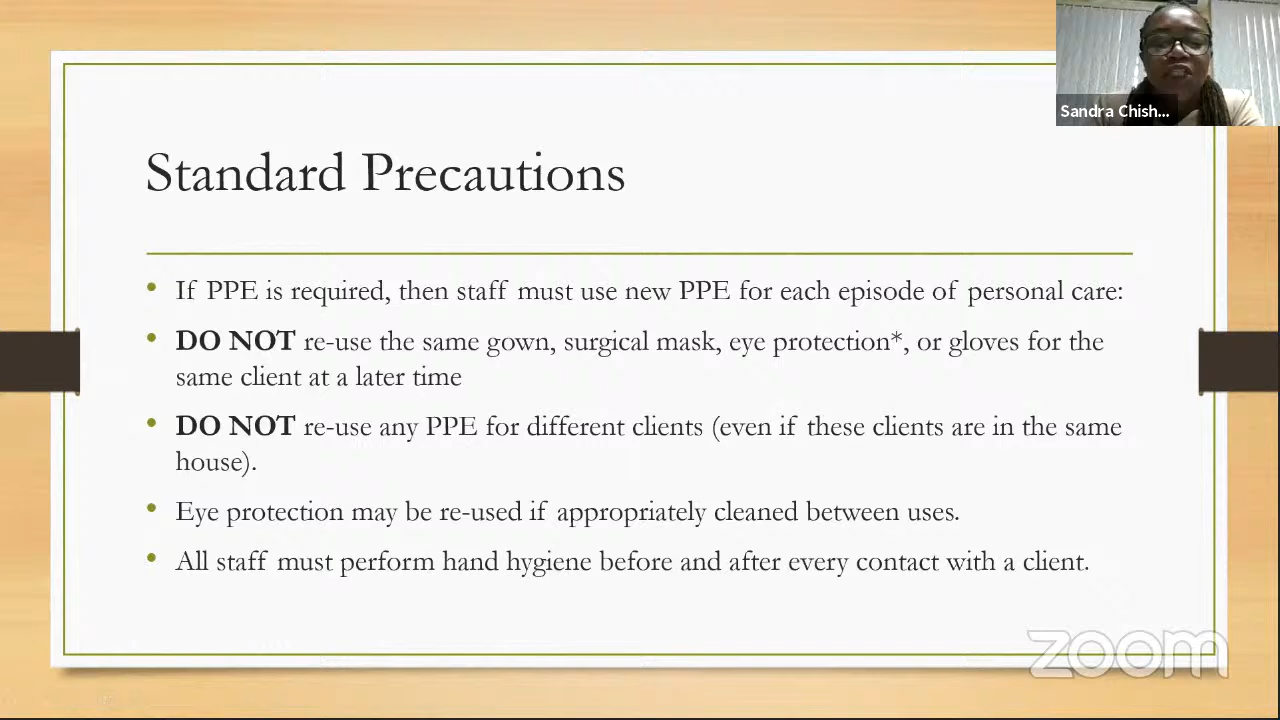 Sandra Chish...
Standard Precautions
• If PPE is required, then staff must use new PPE for each episode of personal care:
• DO NOT re-use the same gown, surgical mask, eye protection*, or gloves for the
same client at a later time
• DO NOT re-use any PPE for different clients (even if these clients are in the same
house).
• Eye protection may be re-used if appropriately cleaned between uses.
• All staff must perform hand hygiene before and after every contact with a client.
zoom